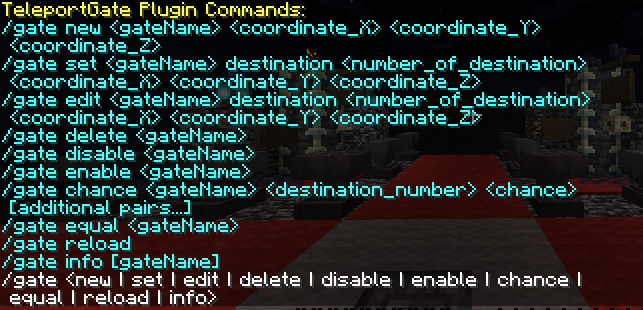 TeleportGate Plugin Commands:
/gate new <gateName> <coordinate_X> <coordinate_Y>
<coordinate_Z>
/gate set <gateName> destination <number_of_destination>
<coordinate_X> <coordinate_Y> <coordinate_Z>
/gate edit <gateName> destination <number_of_destination>
<coordinate_X> <coordinate_Y> <coordinate_Z>
/gate delete <gateName>
/gate disable <gateName>
/gate enable <gateName>
/gate chance <gateName> <destination_number> <chance>
[additional pairs...]
/gate equal <gateName>
/gate reload
/gate info [gateName]
/gate <new | set | edit | delete | disable | enable | chance |
equal | reload | info>